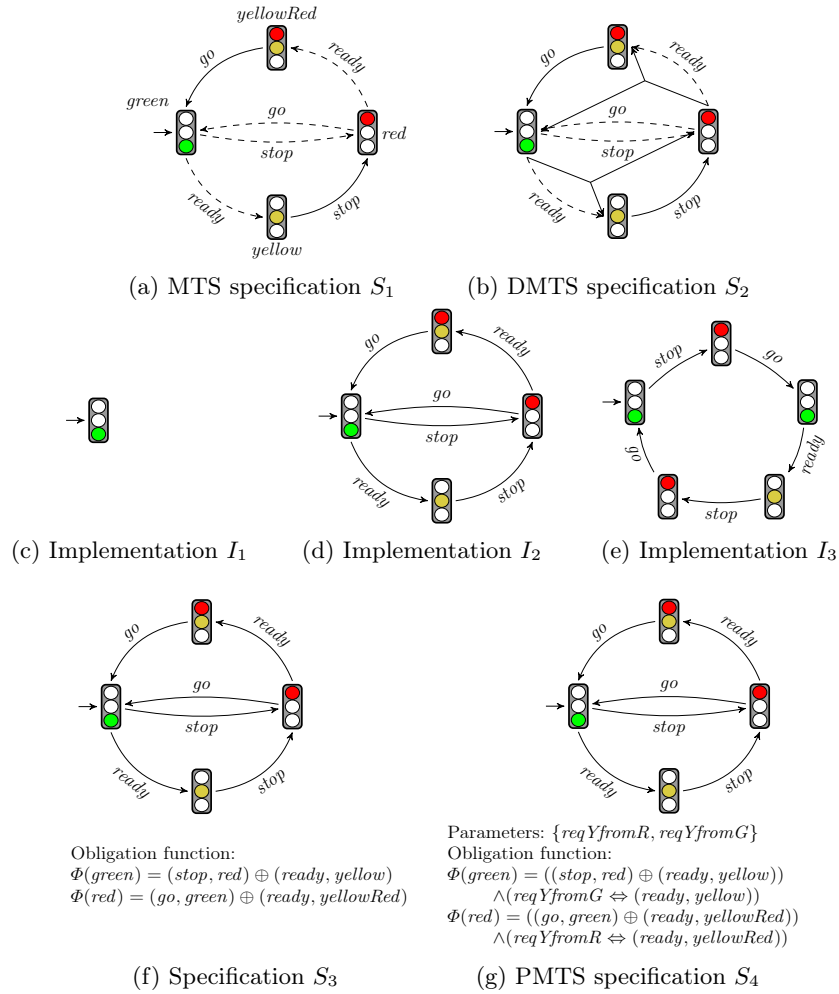 yellowRed
go
ready
green
go
red
stop
ready
stop
yellow
(a) MTS specification S₁
go
ready
go
stop
ready
stop
(b) DMTS specification S₂
(c) Implementation I₁
go
ready
go
stop
ready
stop
(d) Implementation I₂
stop
go
ready
stop
go
(e) Implementation I₃
go
ready
go
stop
ready
stop
Obligation function:
Φ(green) = (stop, red) ⊕ (ready, yellow)
Φ(red) = (go, green) ⊕ (ready, yellowRed)
(f) Specification S₃
go
ready
go
stop
ready
stop
Parameters: {reqYfromR, reqYfromG}
Obligation function:
Φ(green) = ((stop, red) ⊕ (ready, yellow))
∧(reqYfromG ⇔ (ready, yellow))
Φ(red) = ((go, green) ⊕ (ready, yellowRed))
∧(reqYfromR ⇔ (ready, yellowRed))
(g) PMTS specification S₄